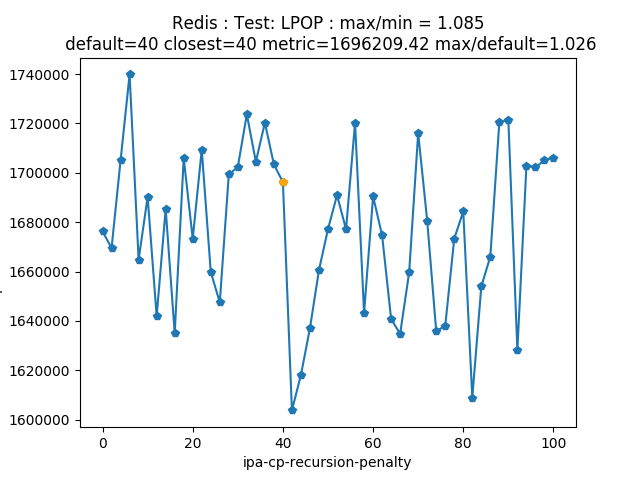 Redis : Test: LPOP : max/min = 1.085
default=40 closest=40 metric=1696209.42 max/default=1.026
1740000
1720000
1700000
1680000
1660000
1640000
1620000
1600000
0 20 40 60 80 100
ipa-cp-recursion-penalty